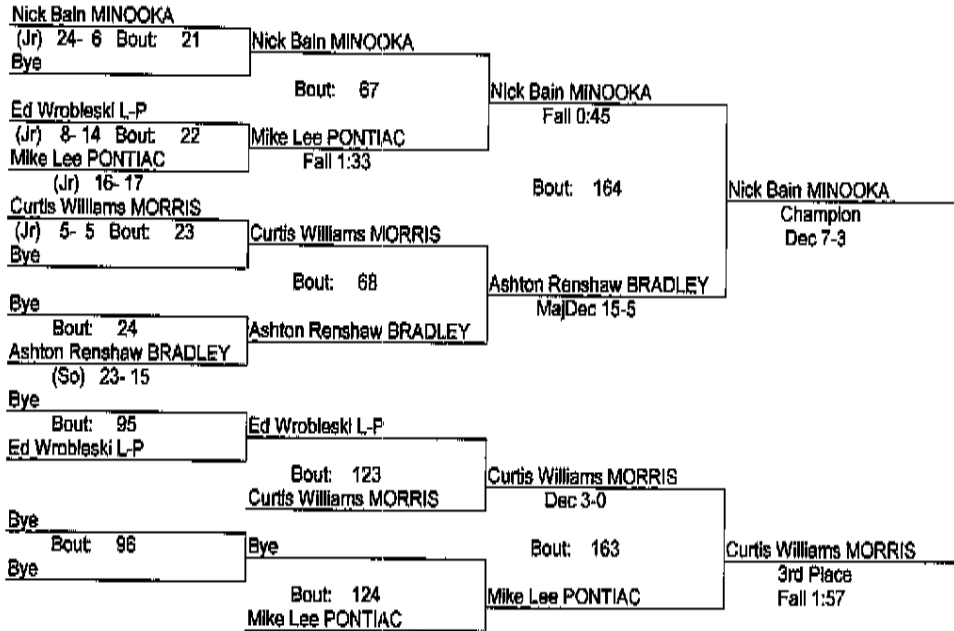 Nick Bain MINOOKA
(Jr) 24- 6 Bout: 21
Bye
Nick Bain MINOOKA
Bout: 67
Ed Wrobleski L-P
(Jr) 8- 14 Bout: 22
Mike Lee PONTIAC
(Jr) 16- 17
Mike Lee PONTIAC
Fall 1:33
Nick Bain MINOOKA
Fall 0:45
Bout: 164
Curtis Williams MORRIS
(Jr) 5- 5 Bout: 23
Bye
Curtis Williams MORRIS
Bout: 68
Bye
Bout: 24
Ashton Renshaw BRADLEY
(So) 23- 15
Ashton Renshaw BRADLEY
Ashton Renshaw BRADLEY
MajDec 15-5
Nick Bain MINOOKA
Champion
Dec 7-3
Bye
Bout: 95
Ed Wrobleski L-P
Ed Wrobleski L-P
Bout: 123
Curtis Williams MORRIS
Curtis Williams MORRIS
Dec 3-0
Bout: 163
Bye
Bout: 96
Bye
Bye
Bout: 124
Mike Lee PONTIAC
Mike Lee PONTIAC
Curtis Williams MORRIS
3rd Place
Fall 1:57